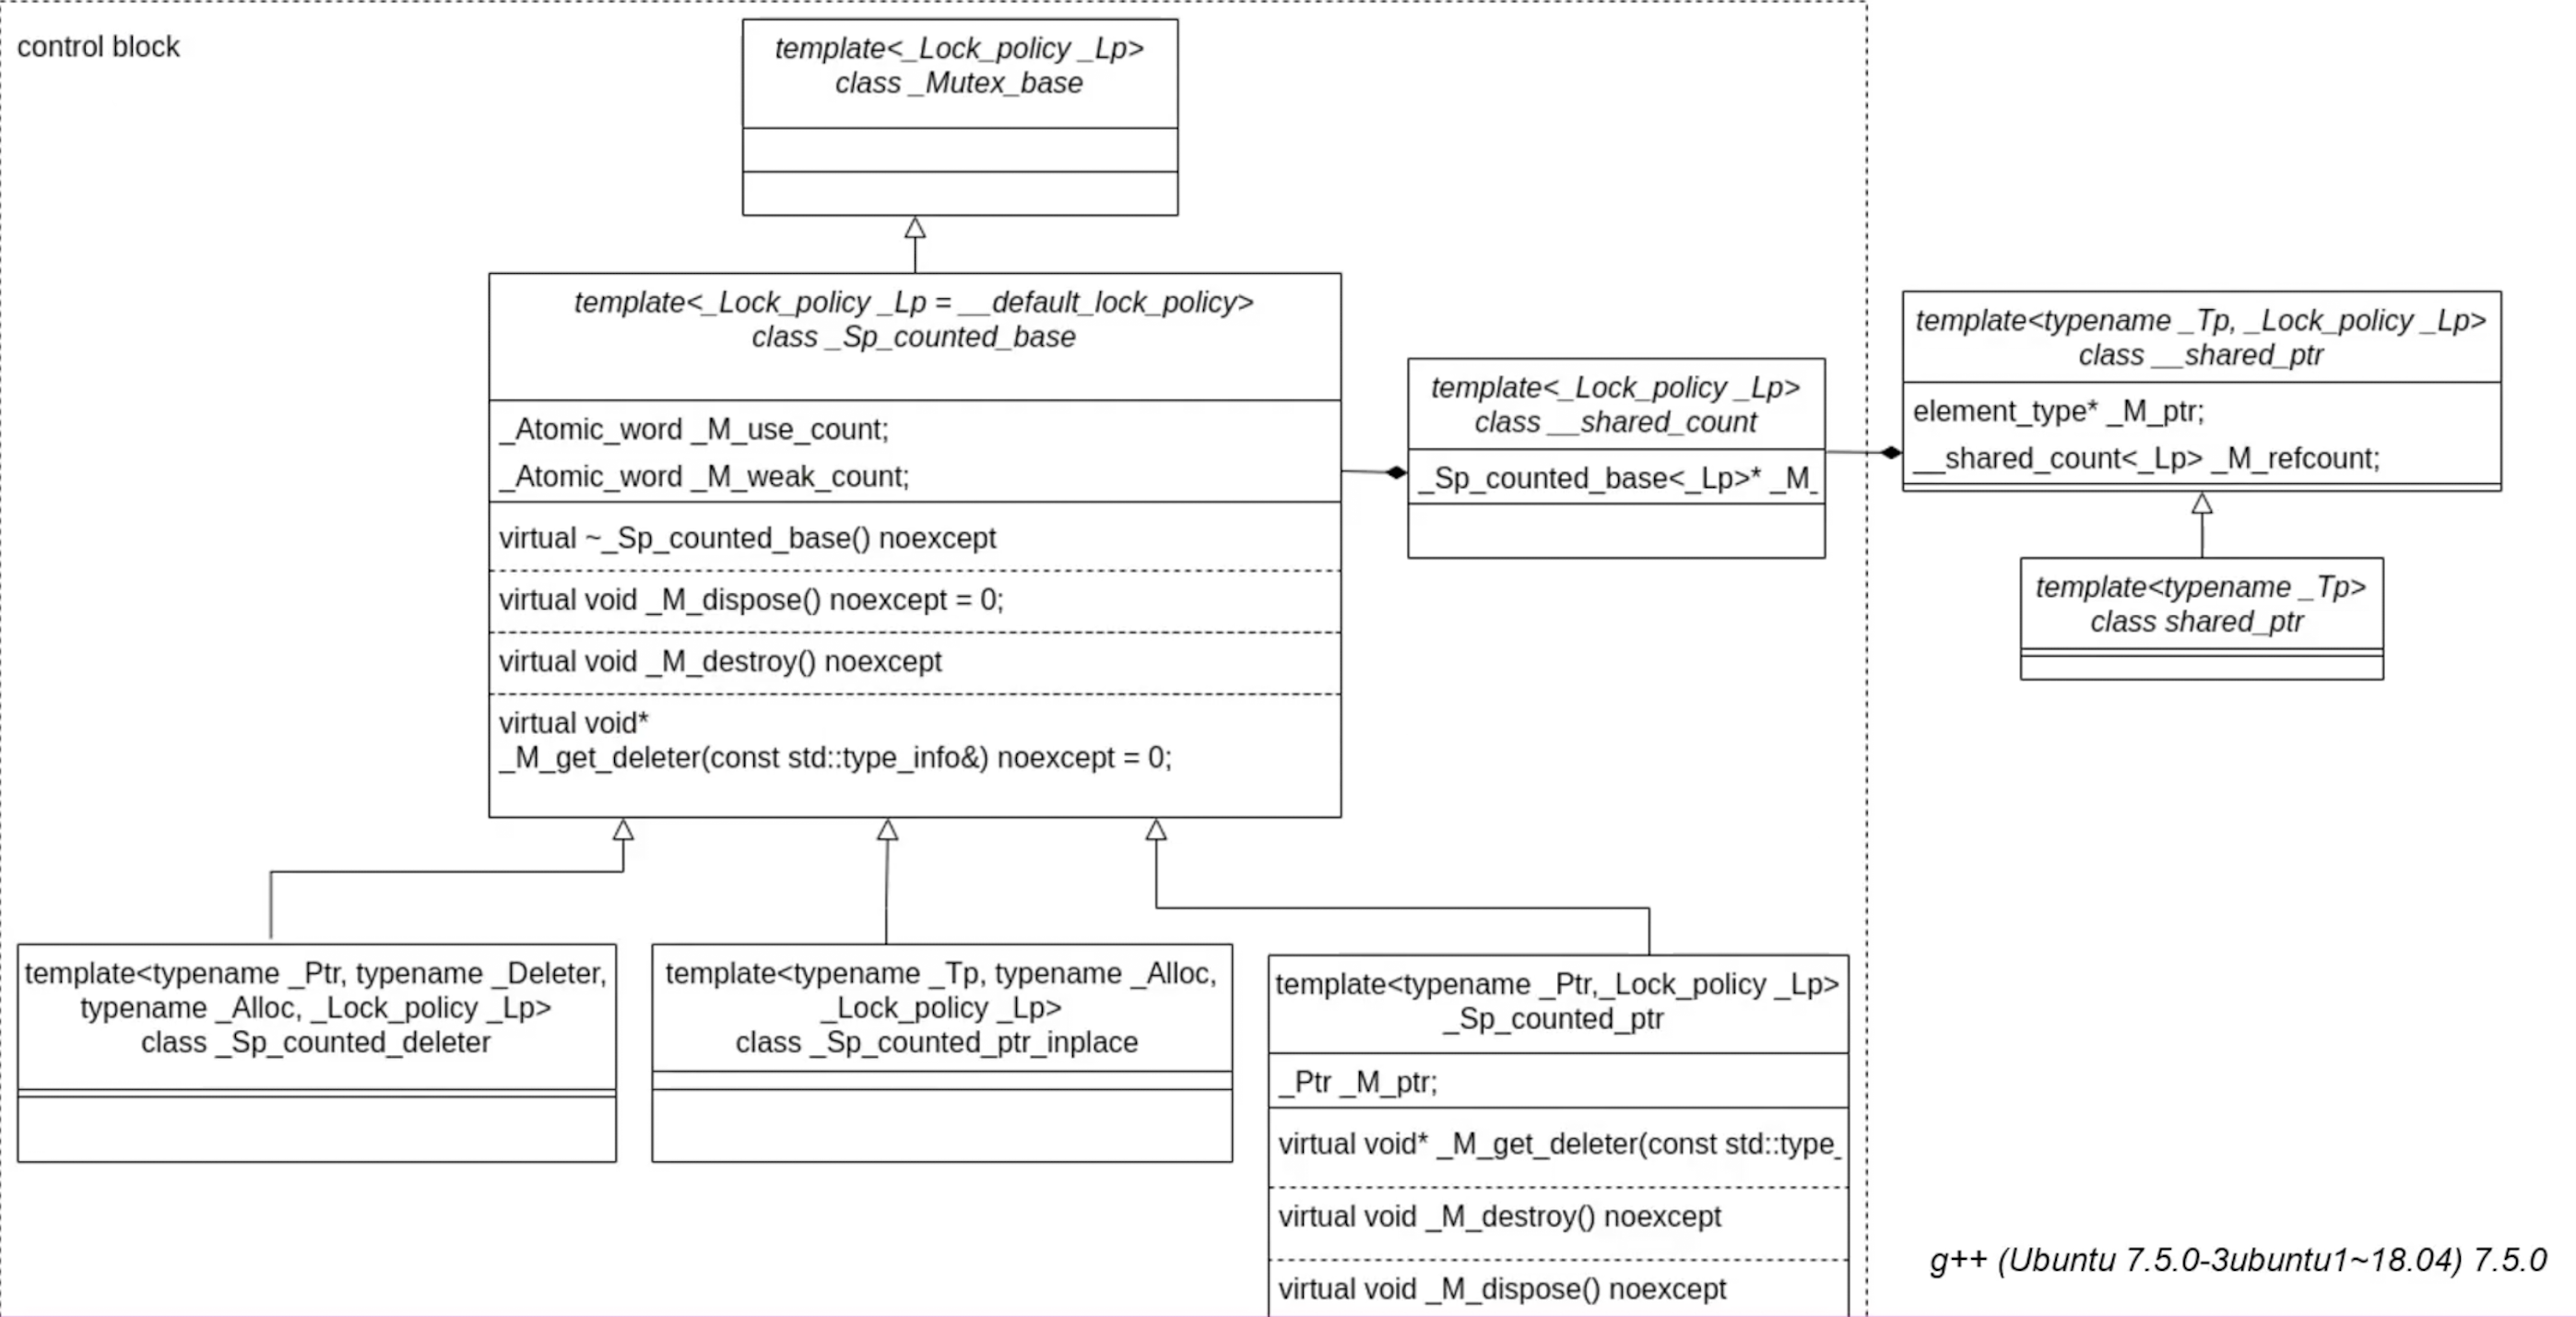 control block
template<_Lock_policy _Lp>
class _Mutex_base
template<_Lock_policy _Lp = __default_lock_policy>
class _Sp_counted_base
_Atomic_word _M_use_count;
_Atomic_word _M_weak_count;
virtual ~_Sp_counted_base() noexcept
virtual void _M_dispose() noexcept = 0;
virtual void _M_destroy() noexcept
virtual void*
_M_get_deleter(const std::type_info&) noexcept = 0;
template<_Lock_policy _Lp>
class __shared_count
_Sp_counted_base<_Lp>* _M_
template<typename _Tp, _Lock_policy _Lp>
class __shared_ptr
element_type* _M_ptr;
__shared_count<_Lp> _M_refcount;
template<typename _Tp>
class shared_ptr
template<typename _Ptr, typename _Deleter,
typename _Alloc, _Lock_policy _Lp>
class _Sp_counted_deleter
template<typename _Tp, typename _Alloc,
_Lock_policy _Lp>
class _Sp_counted_ptr_inplace
template<typename _Ptr,_Lock_policy _Lp>
_Sp_counted_ptr
_Ptr _M_ptr;
virtual void* _M_get_deleter(const std::type_
virtual void _M_destroy() noexcept
virtual void _M_dispose() noexcept
g++ (Ubuntu 7.5.0-3ubuntu1~18.04) 7.5.0